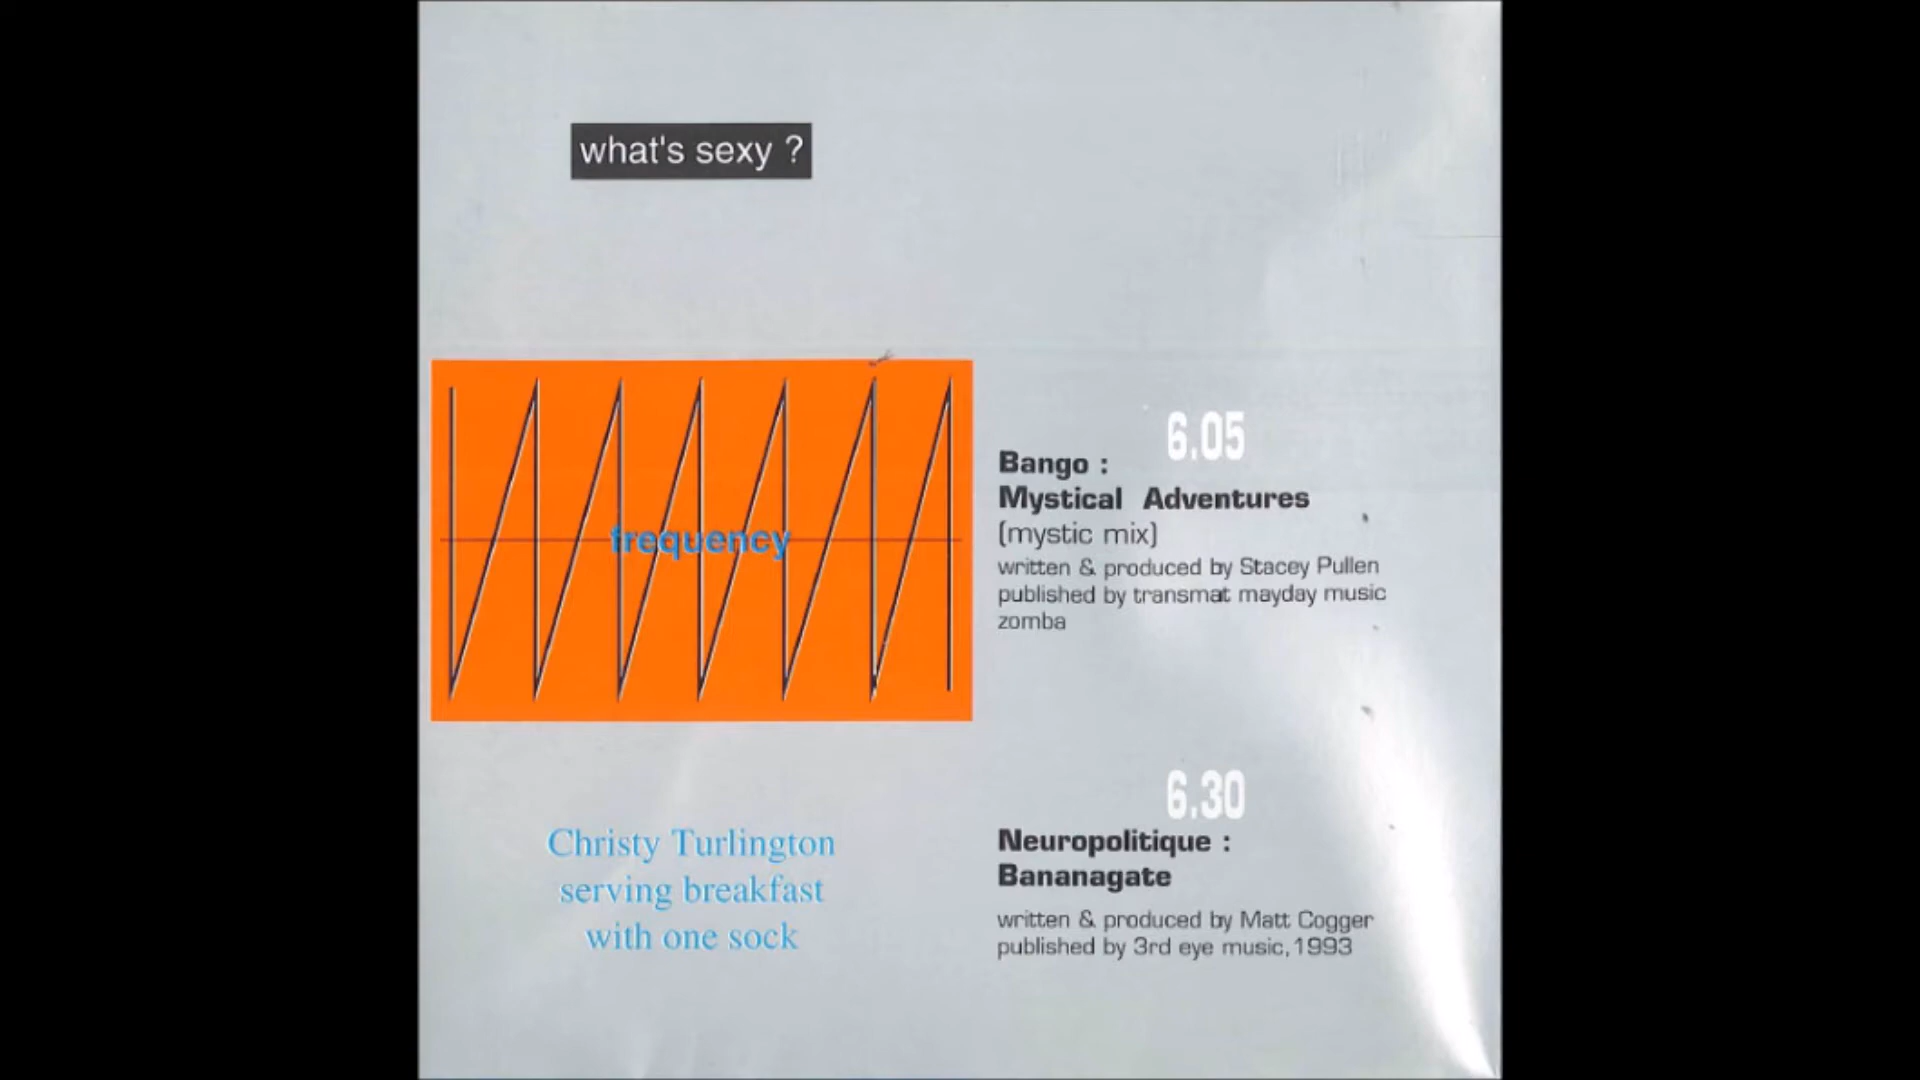 what's sexy ?
frequency
6.05
Bango :
Mystical Adventures
(mystic mix)
written & produced by Stacey Pullen
published by transmat mayday music
zomba
6.30
Neuropolitique :
Bananagate
written & produced by Matt Cogger
published by 3rd eye music, 1993
Christy Turlington
serving breakfast
with one sock